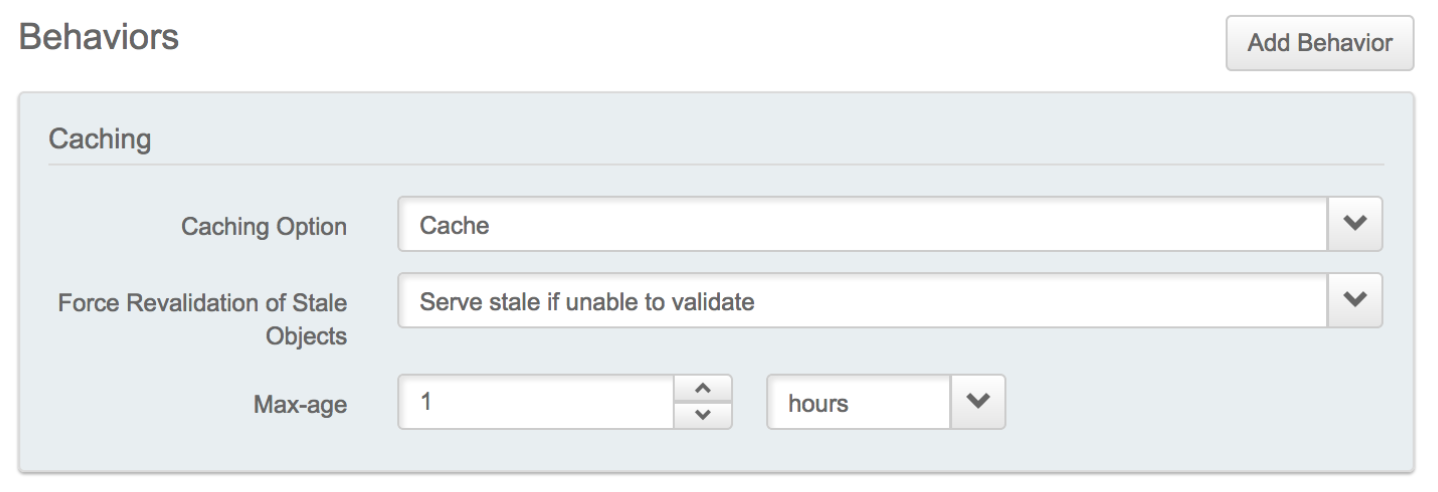 Behaviors
Add Behavior
Caching
Caching Option
Cache
Force Revalidation of Stale
Objects
Serve stale if unable to validate
Max-age
1
hours